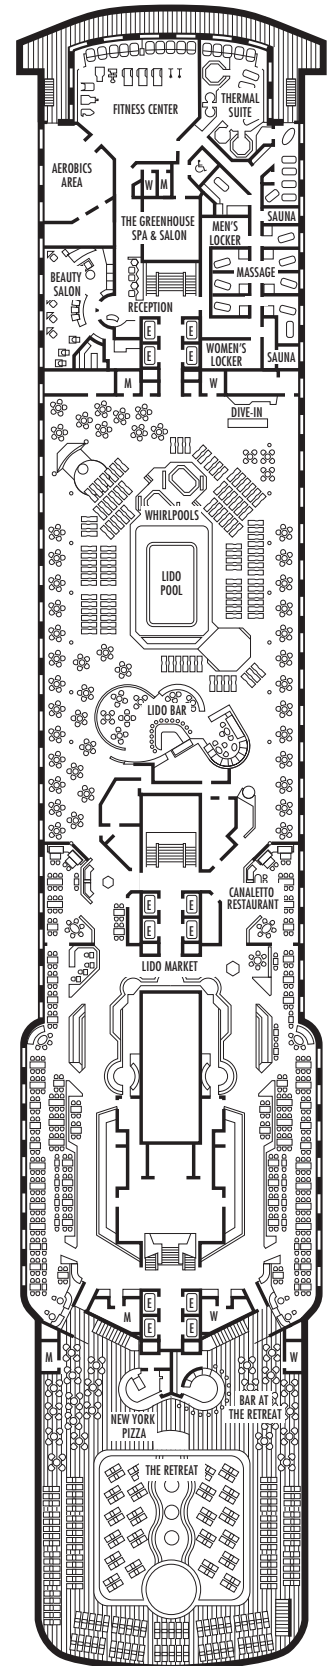 FITNESS CENTER
THERMAL
SUITE
AEROBICS
AREA
W M
THE GREENHOUSE
SPA & SALON
SAUNA
MEN'S
LOCKER
MASSAGE
BEAUTY
SALON
RECEPTION
E E
E E
WOMEN'S
LOCKER
SAUNA
M W
DIVE-IN
WHIRLPOOLS
LIDO
POOL
LIDO BAR
CANALETTO
RESTAURANT
E E
E E
LIDO MARKET
E E
M W
E E
M W
NEW YORK
PIZZA
BAR AT
THE RETREAT
THE RETREAT